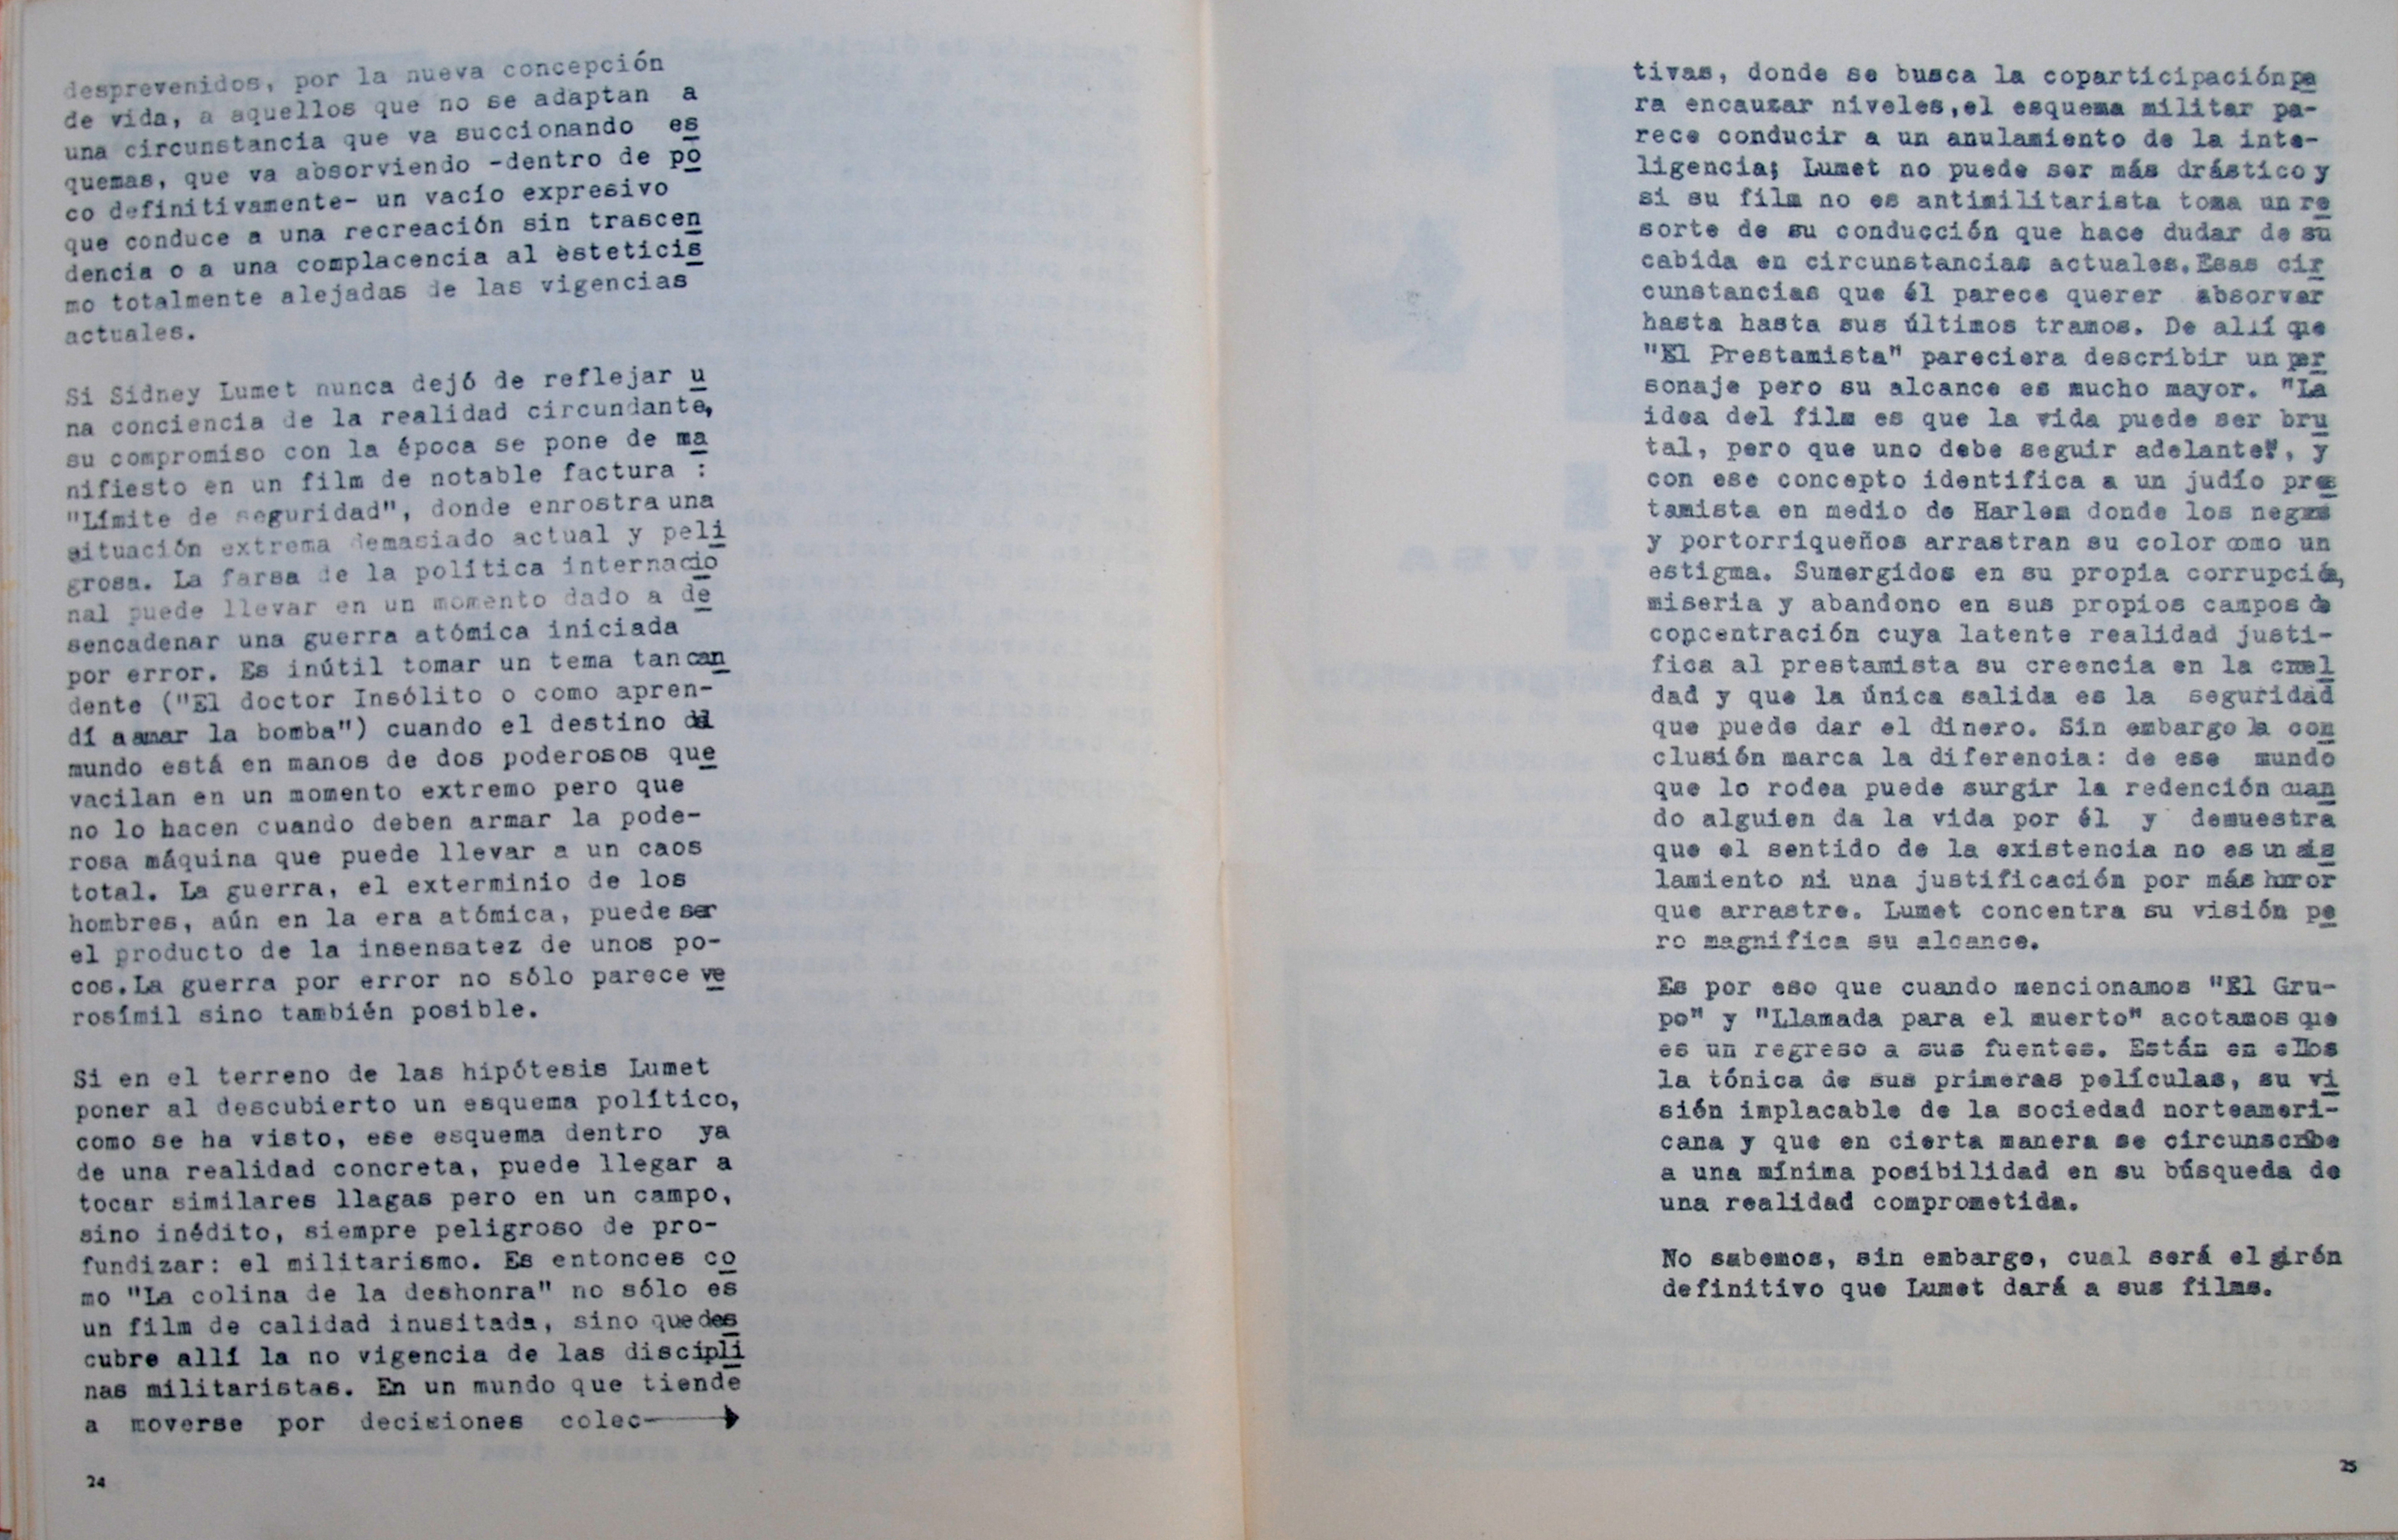 desprevenidos, por la nueva concepción
de vida, a aquellos que no se adaptan a
una circunstancia que va succionando es
quemas, que va absorviendo -dentro de po
co definitivamente- un vacío expresivo
que conduce a una recreación sin trascen
dencia o a una complacencia al èsteticis
mo totalmente alejadas de las vigencias
actuales.
Si Sidney Lumet nunca dejó de reflejar u
na conciencia de la realidad circundante,
su compromiso con la época se pone de ma
nifiesto en un film de notable factura :
"Límite de seguridad", donde enrostra una
situación extrema demasiado actual y peli
grosa. La farsa de la política internacio
nal puede llevar en un momento dado a de
sencadenar una guerra atómica iniciada
por error. Es inútil tomar un tema tan can
dente ("El doctor Insólito o como apren-
dí a amar la bomba") cuando el destino del
mundo está en manos de dos poderosos que
vacilan en un momento extremo pero que
no lo hacen cuando deben armar la pode-
rosa máquina que puede llevar a un caos
total. La guerra, el exterminio de los
hombres, aún en la era atómica, puede ser
el producto de la insensatez de unos po-
cos. La guerra por error no sólo parece ve
rosímil sino también posible.
Si en el terreno de las hipótesis Lumet
poner al descubierto un esquema político,
como se ha visto, ese esquema dentro ya
de una realidad concreta, puede llegar a
tocar similares llagas pero en un campo,
sino inédito, siempre peligroso de pro-
fundizar: el militarismo. Es entonces co
mo "La colina de la deshonra" no sólo es
un film de calidad inusitada, sino que des
cubre allí la no vigencia de las discipli
nas militaristas. En un mundo que tiende
a moverse por decisiones colec-→
24
tivas, donde se busca la coparticipación pa
ra encauzar niveles,el esquema militar pa-
rece conducir a un anulamiento de la inte-
ligencia; Lumet no puede ser más drástico y
si su film no es antimilitarista toma un re
sorte de su conducción que hace dudar de su
cabida en circunstancias actuales. Esas cir
cunstancias que él parece querer absorver
hasta hasta sus últimos tramos. De allí que
"El Prestamista" pareciera describir un per
sonaje pero su alcance es mucho mayor. "La
idea del film es que la vida puede ser bru
tal, pero que uno debe seguir adelante", y
con ese concepto identifica a un judío pres
tamista en medio de Harlem donde los negros
y portorriqueños arrastran su color como un
estigma. Sumergidos en su propia corrupción,
miseria y abandono en sus propios campos de
concentración cuya latente realidad justi-
fica al prestamista su creencia en la cruel
dad y que la única salida es la seguridad
que puede dar el dinero. Sin embargo la con
clusión marca la diferencia: de ese mundo
que lo rodea puede surgir la redención cuan
do alguien da la vida por él y demuestra
que el sentido de la existencia no es un ais
lamiento ni una justificación por más horror
que arrastre. Lumet concentra su visión pe
ro magnifica su alcance.
Es por eso que cuando mencionamos "El Gru-
po" y "Llamada para el muerto" acotamos que
es un regreso a sus fuentes. Están en ellos
la tónica de sus primeras películas, su vi
sión implacable de la sociedad norteameri-
cana y que en cierta manera se circunscribe
a una mínima posibilidad en su búsqueda de
una realidad comprometida.
No sabemos, sin embargo, cual será el girón
definitivo que Lumet dará a sus films.
25